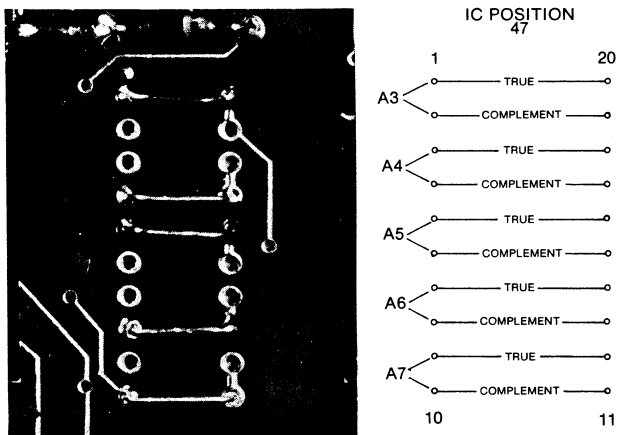 IC POSITION
47
1 20
TRUE
A3
COMPLEMENT
TRUE
A4
COMPLEMENT
TRUE
A5
COMPLEMENT
TRUE
A6
COMPLEMENT
TRUE
A7
COMPLEMENT
10 11